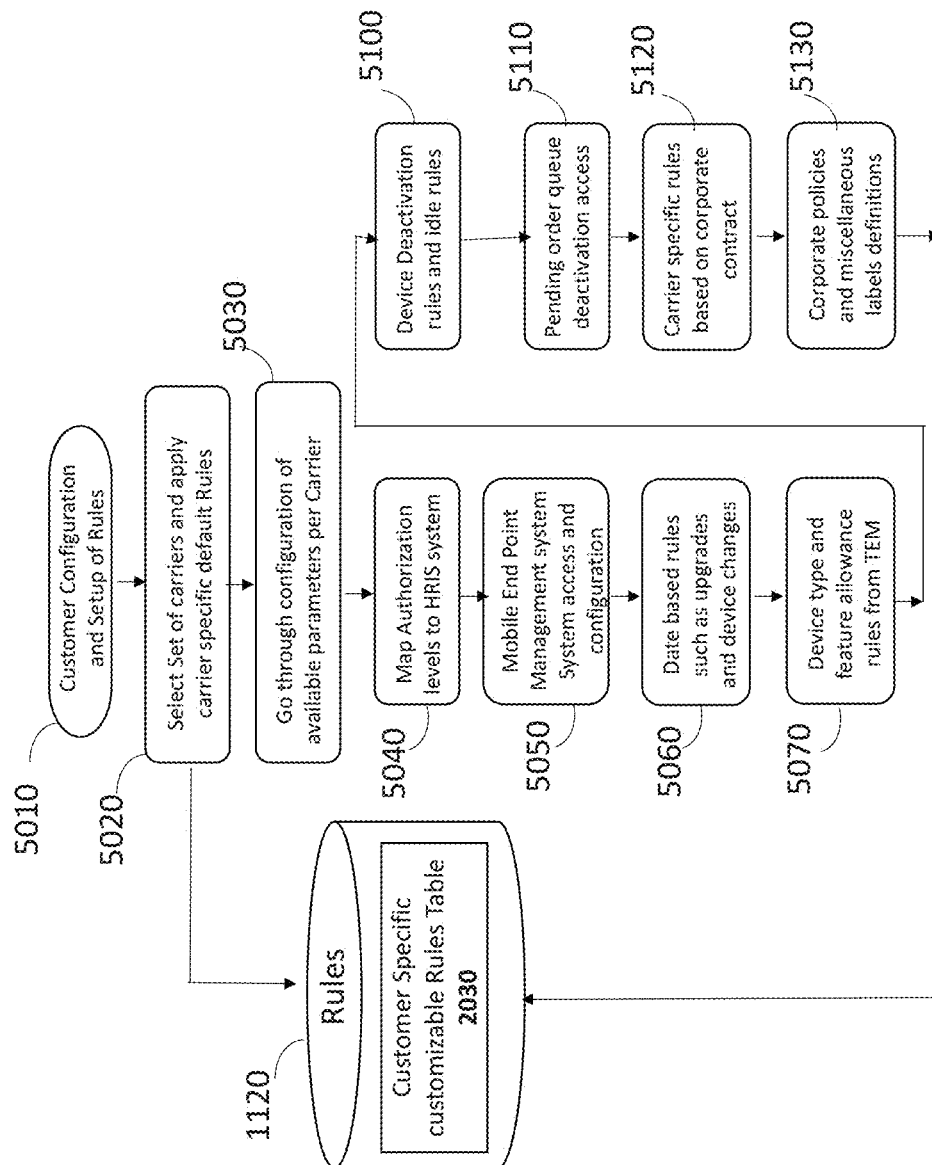 5010
Customer Configuration
and Setup of Rules
5020
Select Set of carriers and apply
carrier specific default Rules
5030
Go through configuration of
available parameters per Carrier
1120
Rules
Customer Specific
customizable Rules Table
2030
5040
Map Authorization
levels to HRIS system
5050
Mobile End Point
Management system
System access and
configuration
5060
Date based rules
such as upgrades
and device changes
5070
Device type and
feature allowance
rules from TEM
5100
Device Deactivation
rules and idle rules
5110
Pending order queue
deactivation access
5120
Carrier specific rules
based on corporate
contract
5130
Corporate policies
and miscellaneous
labels definitions